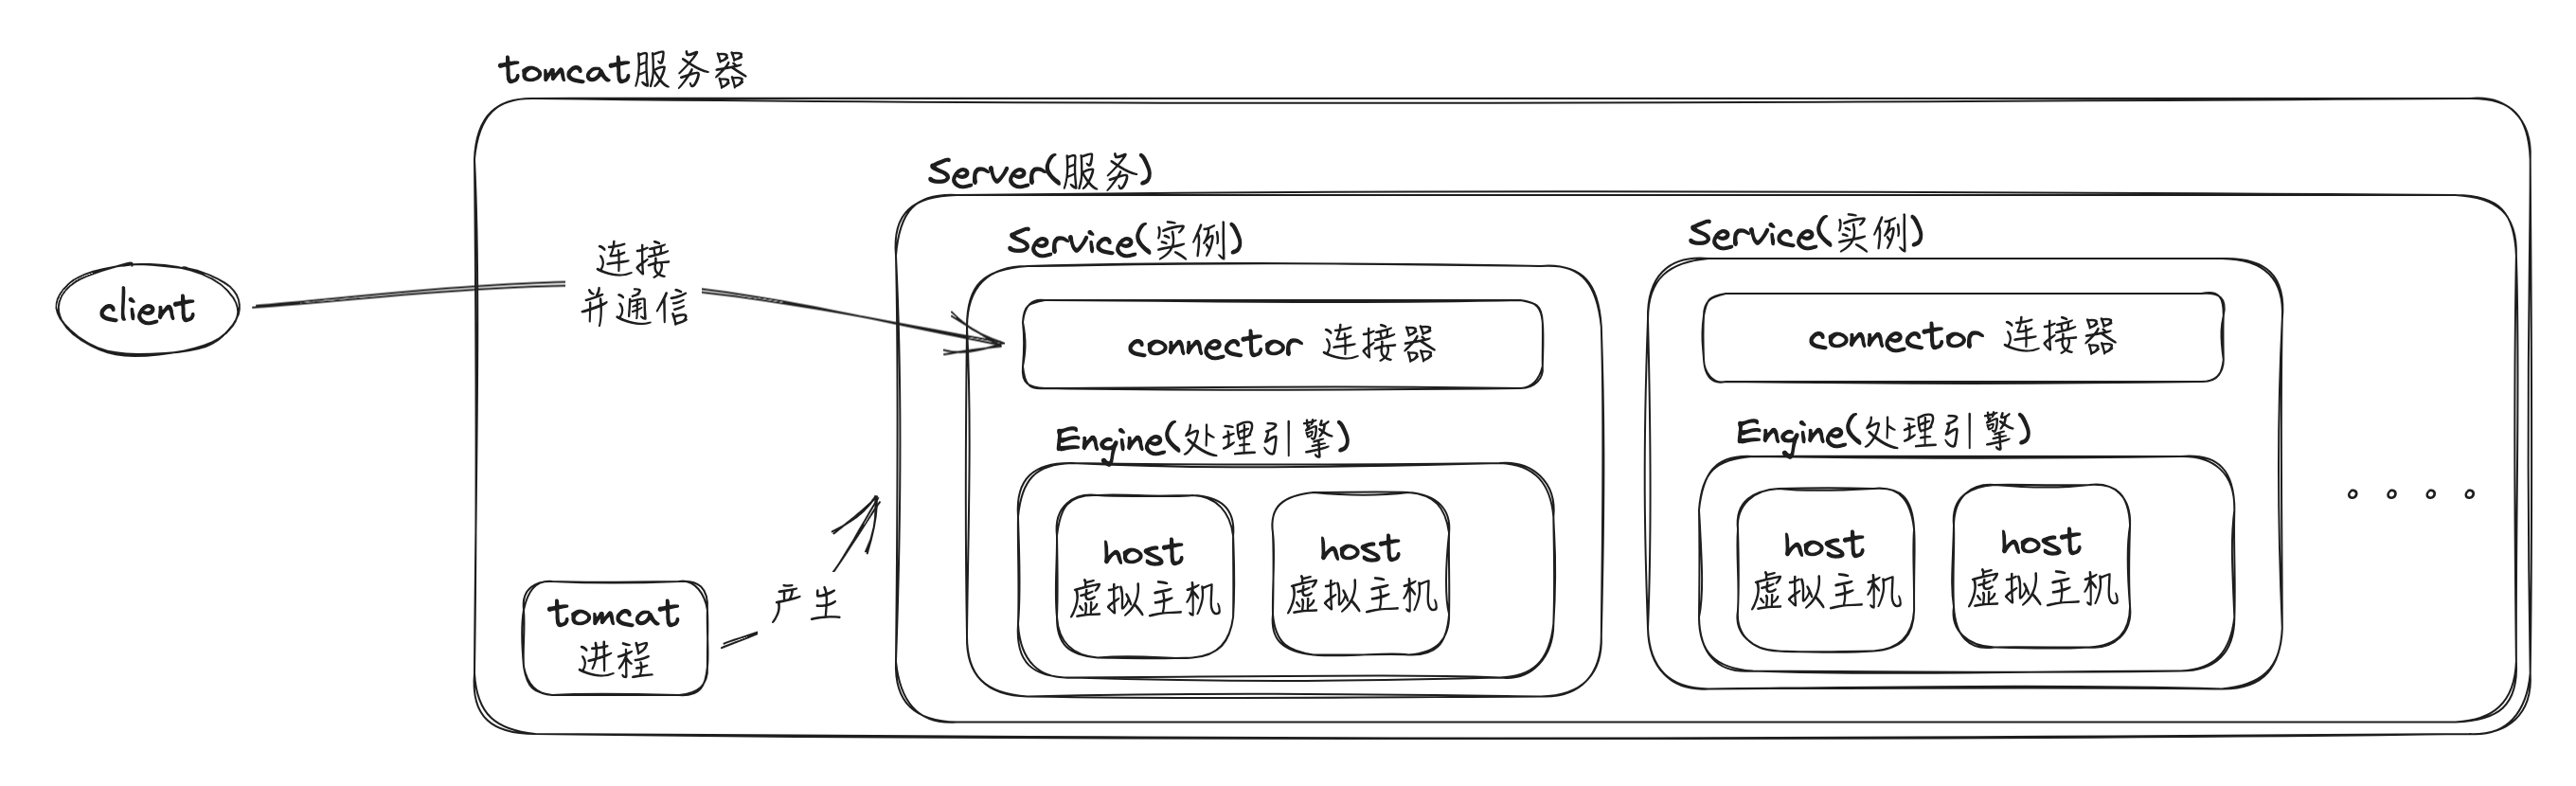 tomcat服务器
Server(服务)
Service(实例)
Service(实例)
连接
并通信
client
connector 连接器
connector 连接器
Engine(处理引擎)
Engine(处理引擎)
host
虚拟主机
host
虚拟主机
host
虚拟主机
host
虚拟主机
产生
tomcat
进程